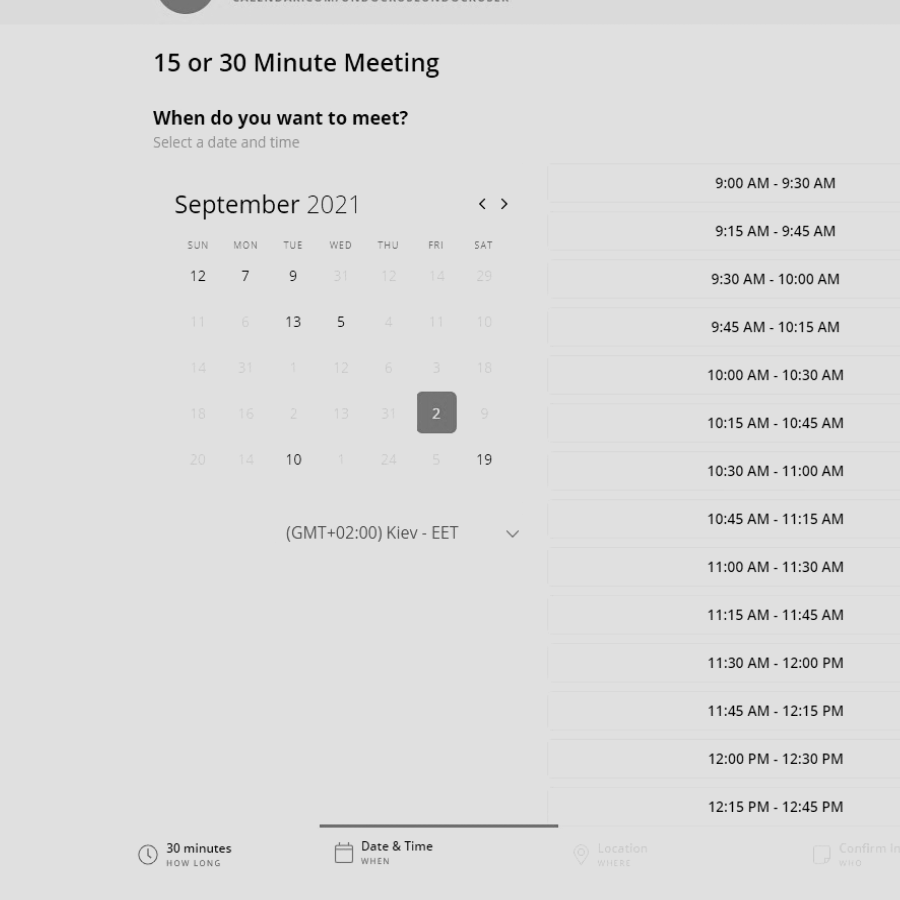 15 or 30 Minute Meeting
When do you want to meet?
Select a date and time
September 2021
SUN MON TUE WED THU FRI SAT
12 7 9 31 12 14 29
11 6 13 5 4 11 10
14 31 1 12 6 3 18
18 16 2 13 31 2 9
20 14 10 1 24 5 19
(GMT+02:00) Kiev - EET
9:00 AM - 9:30 AM
9:15 AM - 9:45 AM
9:30 AM - 10:00 AM
9:45 AM - 10:15 AM
10:00 AM - 10:30 AM
10:15 AM - 10:45 AM
10:30 AM - 11:00 AM
10:45 AM - 11:15 AM
11:00 AM - 11:30 AM
11:15 AM - 11:45 AM
11:30 AM - 12:00 PM
11:45 AM - 12:15 PM
12:00 PM - 12:30 PM
12:15 PM - 12:45 PM
30 minutes
HOW LONG
Date & Time
WHEN
Location
WHERE
Confirm In
WHO